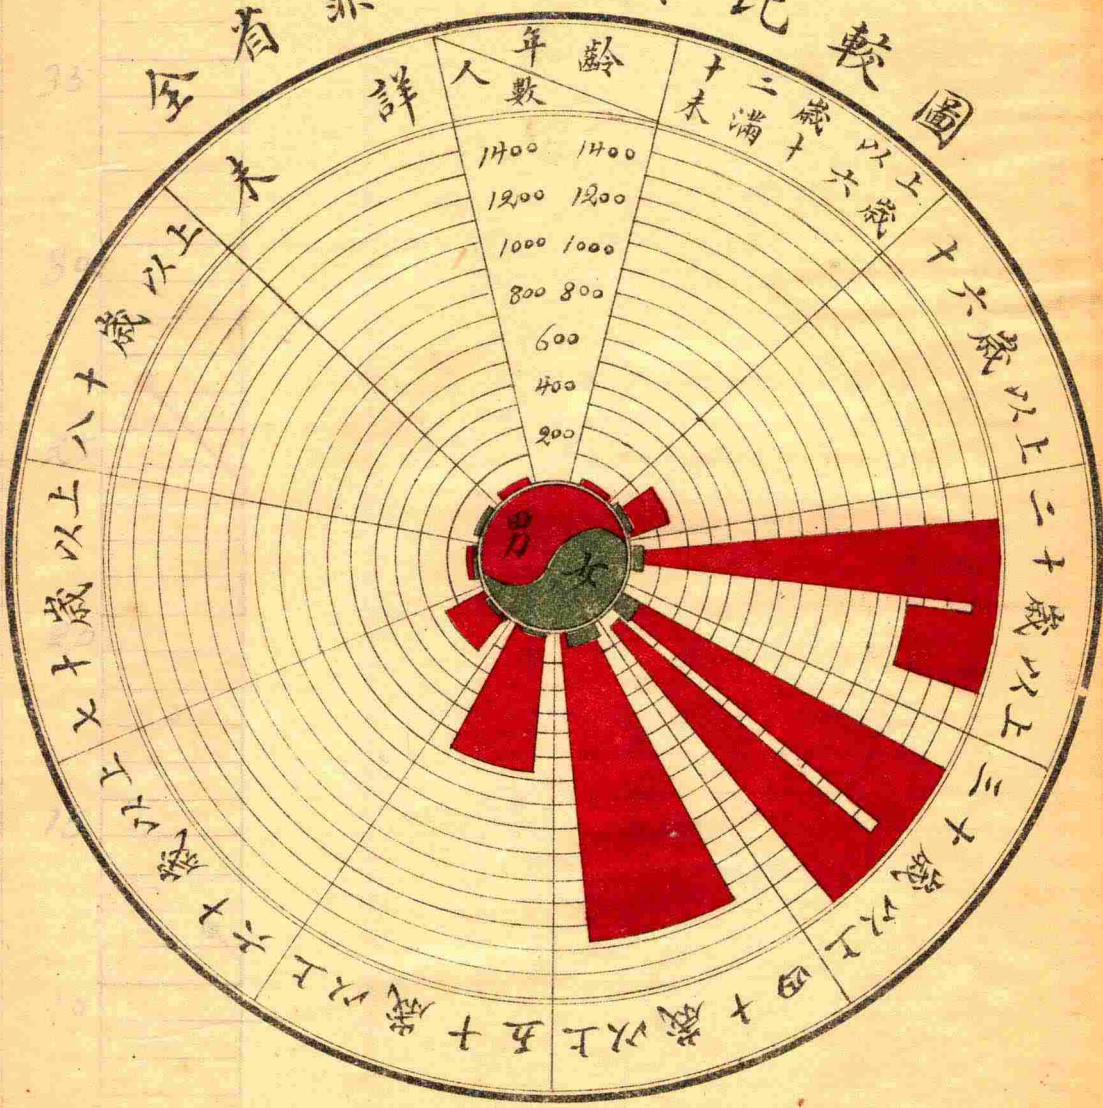 全省
比較圖
年齡
人數
1400 1400
1200 1200
1000 1000
800 800
600
400
200
十二歲以上
未滿十六歲
十六歲以上
二十歲以上
三十歲以上
四十歲以上
五十歲以上
六十歲以上
七十歲以上
八十歲以上
未詳
男
女